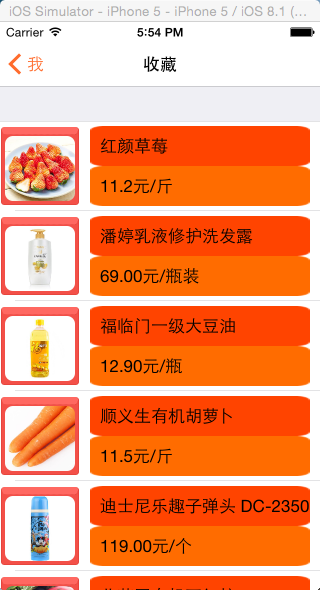 iOS Simulator - iPhone 5 - iPhone 5 / iOS 8.1 (...
Carrier 5:54 PM
我 收藏
红颜草莓
11.2元/斤
潘婷乳液修护洗发露
69.00元/瓶装
福临门一级大豆油
12.90元/瓶
顺义生有机胡萝卜
11.5元/斤
迪士尼乐趣子弹头 DC-2350
119.00元/个